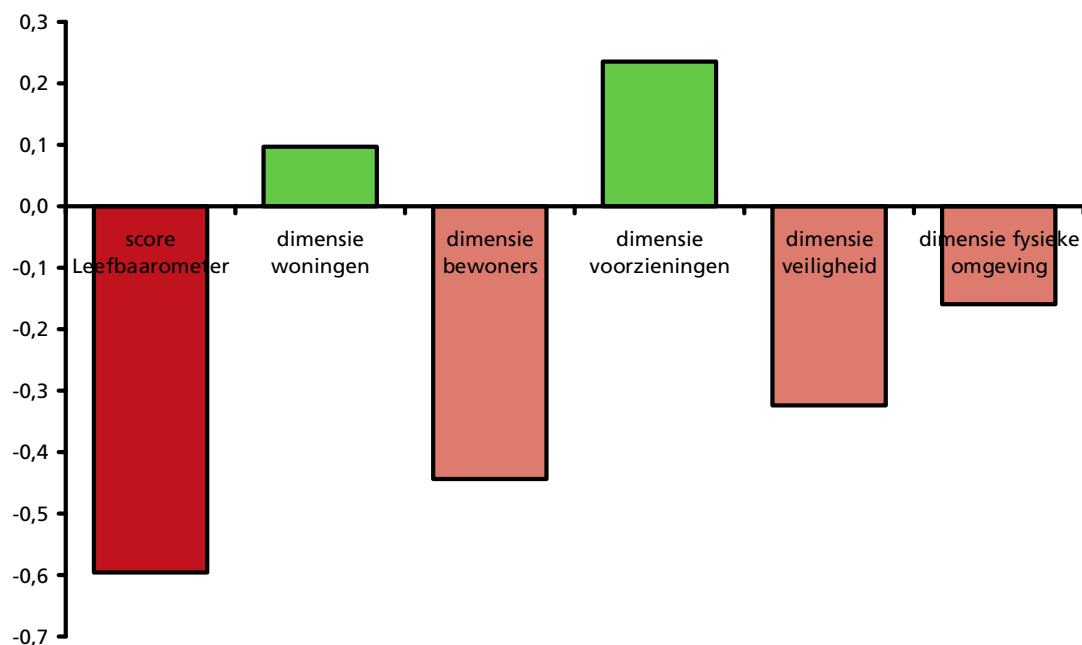 0,3
0,2
0,1
0,0
-0,1
-0,2
-0,3
-0,4
-0,5
-0,6
-0,7
score
Leefbaarometer
dimensie
woningen
dimensie
bewoners
dimensie
voorzieningen
dimensie
veiligheid
dimensie fysieke
omgeving